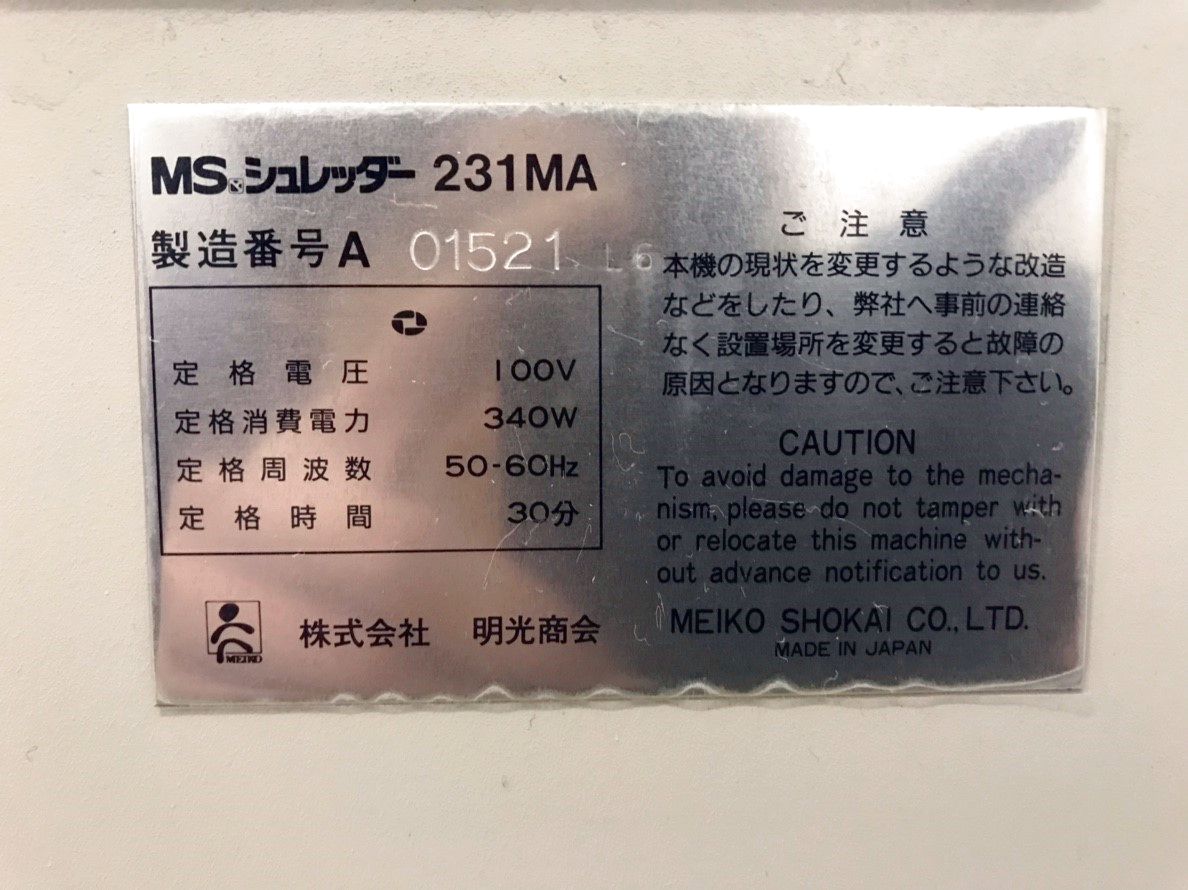 MS シュレッダー 231MA
製造番号A 01521 L6
定格電圧 100V
定格消費電力 340W
定格周波数 50-60Hz
定格時間 30分
MEIKO
株式会社 明光商会
ご注意
本機の現状を変更するような改造
などをしたり、弊社へ事前の連絡
なく設置場所を変更すると故障の
原因となりますので、ご注意下さい。
CAUTION
To avoid damage to the mecha-
nism, please do not tamper with
or relocate this machine with-
out advance notification to us.
MEIKO SHOKAI CO., LTD.
MADE IN JAPAN